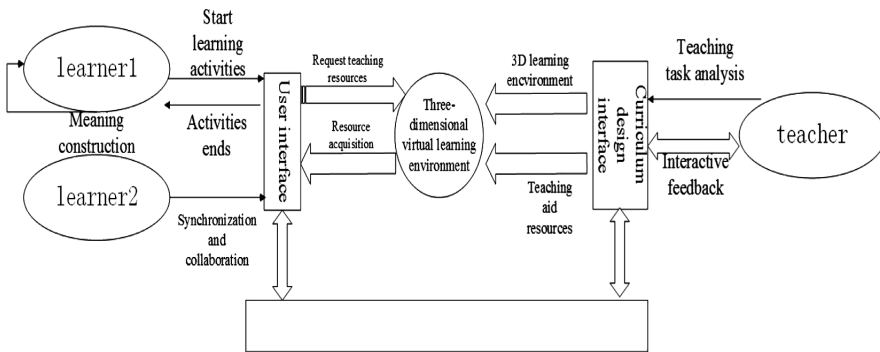 learner1
Meaning
construction
learner2
Start
learning
activities
Activities
ends
Synchronization
and
collaboration
User interface
Request teaching
resources
Resource
acquisition
Three-
dimensional
virtual learning
environment
3D learning
encvironment
Teaching
aid
resources
Curriculum
design
interface
Teaching
task analysis
Interactive
feedback
teacher